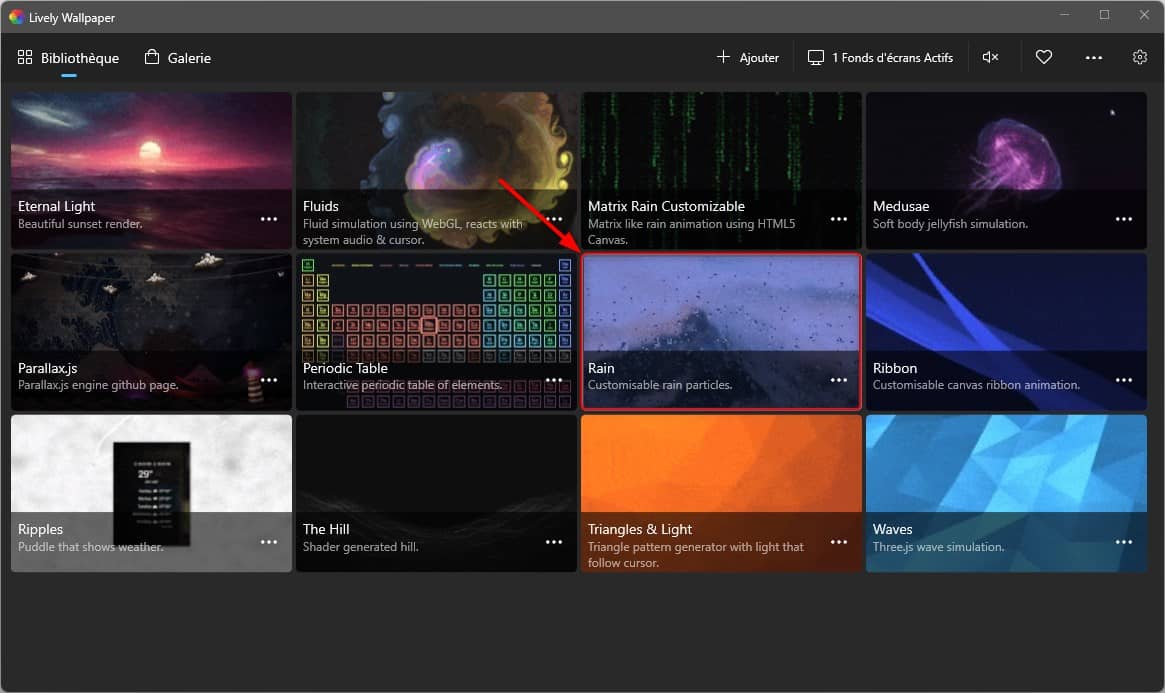 Lively Wallpaper
Bibliothèque
Galerie
Ajouter
1 Fonds d'écrans Actifs
Eternal Light
Beautiful sunset render.
Fluids
Fluid simulation using WebGL, reacts with
system audio & cursor.
Matrix Rain Customizable
Matrix like rain animation using HTML5
Canvas.
Medusae
Soft body jellyfish simulation.
Parallax.js
Parallax.js engine github page.
Periodic Table
Interactive periodic table of elements.
Rain
Customisable rain particles.
Ribbon
Customisable canvas ribbon animation.
29°
Ripples
Puddle that shows weather.
The Hill
Shader generated hill.
Triangles & Light
Triangle pattern generator with light that
follow cursor.
Waves
Three.js wave simulation.